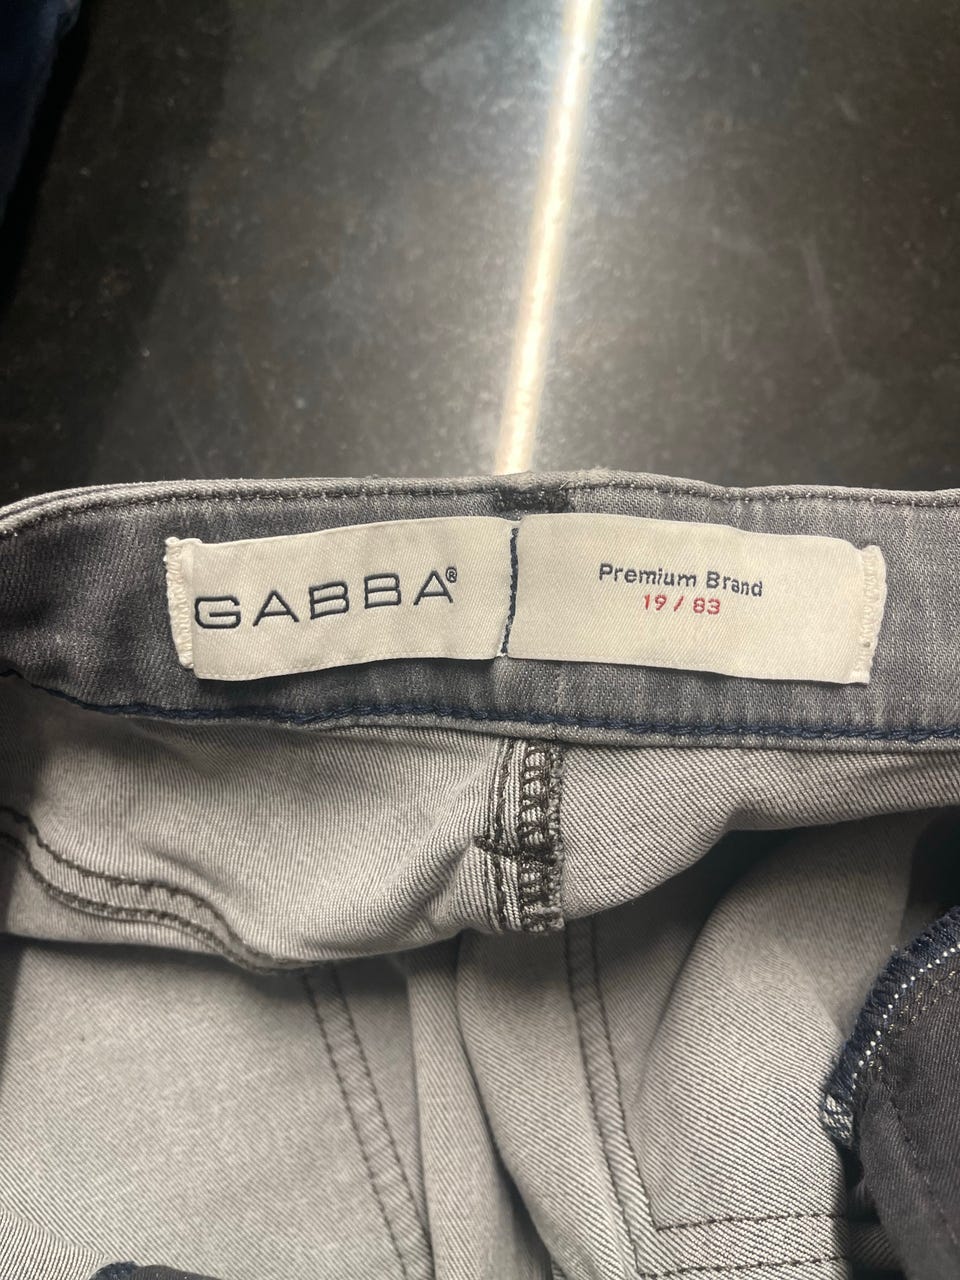 GABBA®
Premium Brand
19 / 83